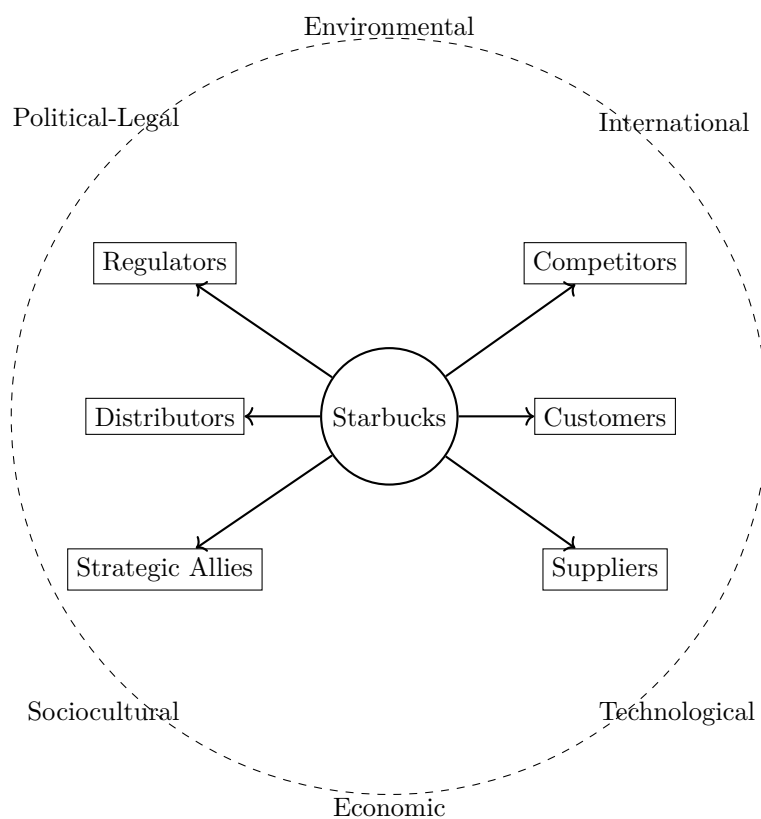 Environmental
Political-Legal
International
Regulators
Competitors
Distributors
Starbucks
Customers
Strategic Allies
Suppliers
Sociocultural
Technological
Economic